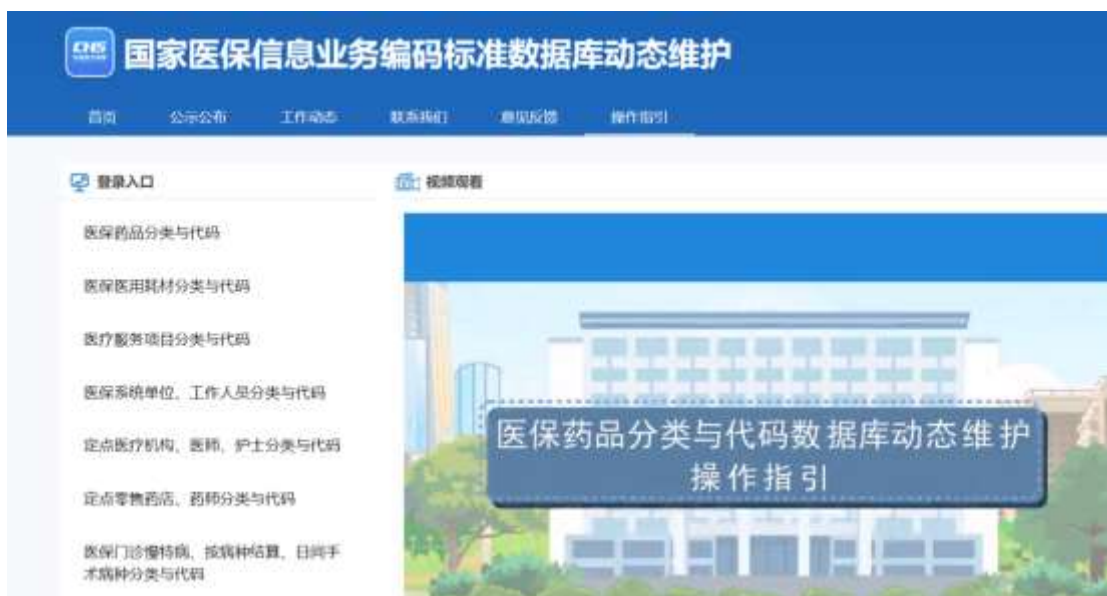 CHS
国家医保信息业务编码标准数据库动态维护
首页 公示公布 工作动态 联系我们 意见反馈 操作指引
登录入口
视频观看
医保药品分类与代码
医保医用耗材分类与代码
医疗服务项目分类与代码
医保系统单位、工作人员分类与代码
定点医疗机构、医师、护士分类与代码
定点零售药店、药师分类与代码
医保门诊慢特病、按病种结算、日间手
术病种分类与代码
医保药品分类与代码数据库动态维护
操作指引